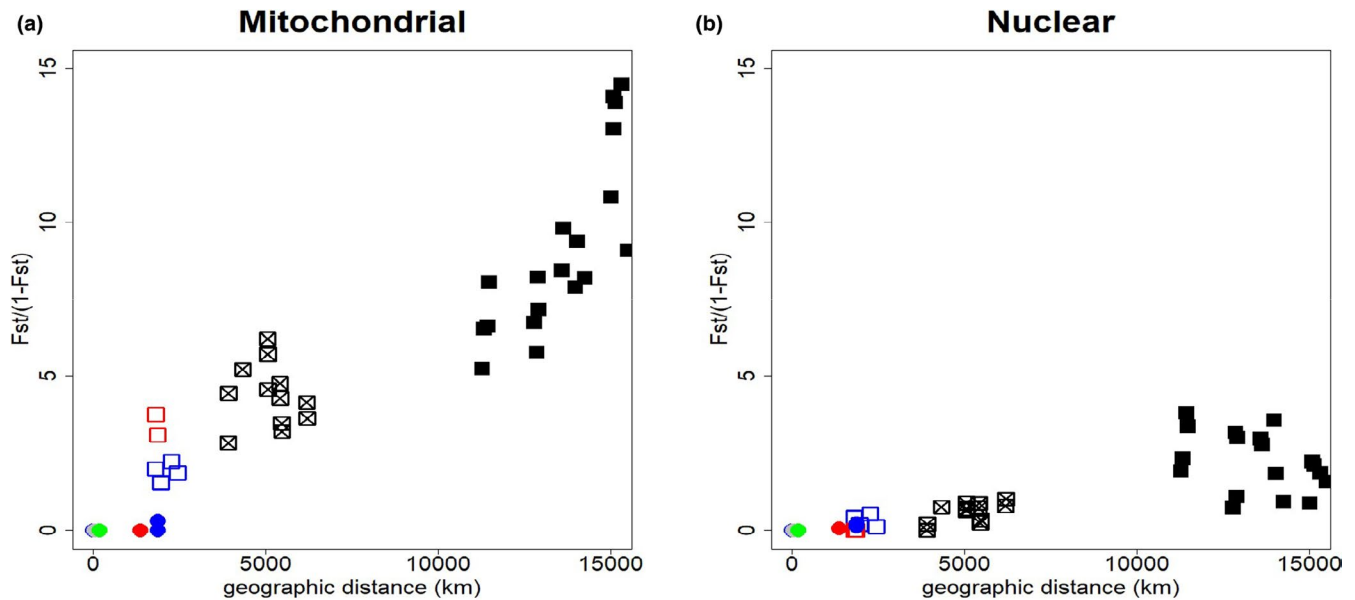 (a)
Mitochondrial
15
10
5
0
Fst/(1-Fst)
0 5000 10000 15000
geographic distance (km)
(b)
Nuclear
15
10
5
0
Fst/(1-Fst)
0 5000 10000 15000
geographic distance (km)